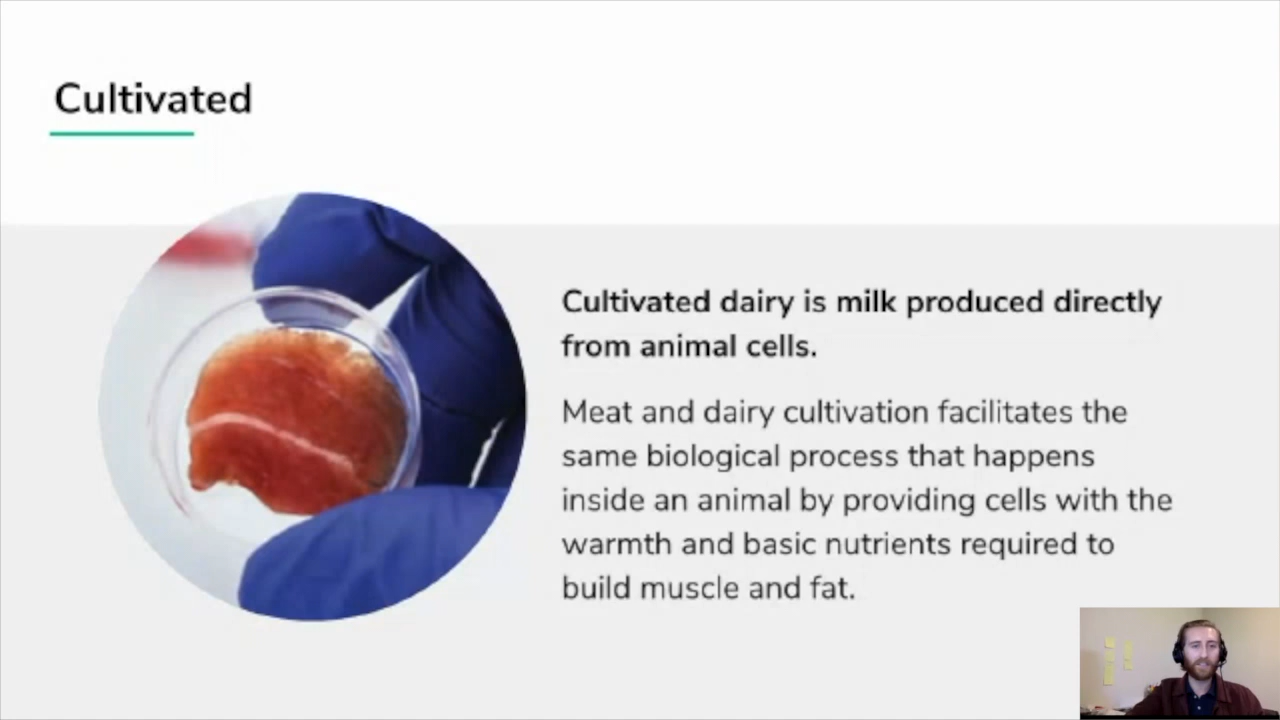 Cultivated
Cultivated dairy is milk produced directly
from animal cells.
Meat and dairy cultivation facilitates the
same biological process that happens
inside an animal by providing cells with the
warmth and basic nutrients required to
build muscle and fat.